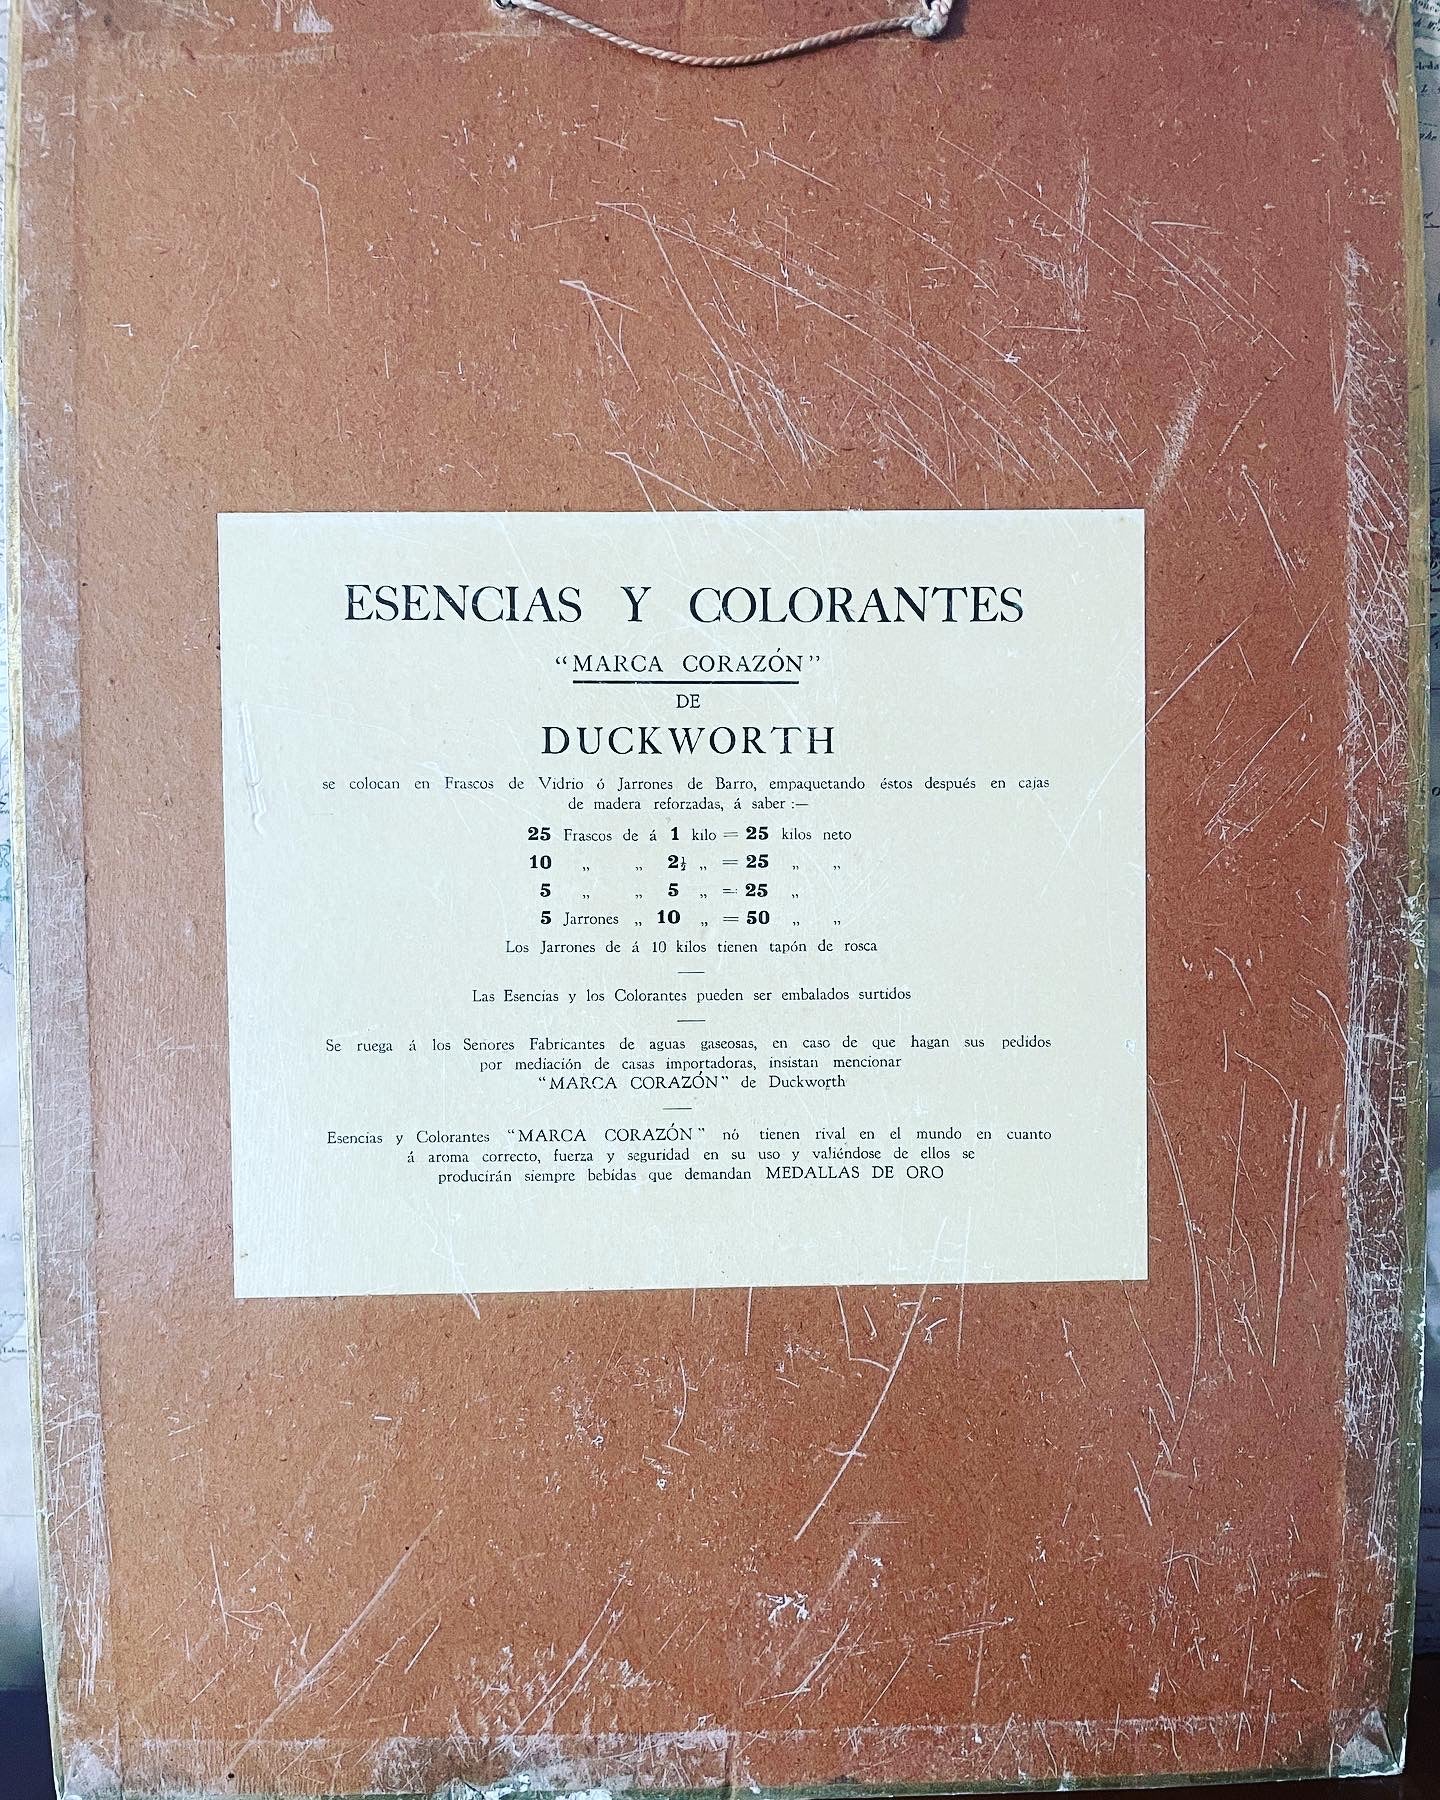 ESENCIAS Y COLORANTES
“MARCA CORAZÓN”
DE
DUCKWORTH
se colocan en Frascos de Vidrio ó Jarrones de Barro, empaquetando éstos después en cajas
de madera reforzadas, á saber :—
25 Frascos de á 1 kilo = 25 kilos neto
10 „ „ 2½ „ = 25 „ „
5 „ „ 5 „ = 25 „
5 Jarrones „ 10 „ = 50 „ „
Los Jarrones de á 10 kilos tienen tapón de rosca
Las Esencias y los Colorantes pueden ser embalados surtidos
Se ruega á los Senores Fabricantes de aguas gaseosas, en caso de que hagan sus pedidos
por mediación de casas importadoras, insistan mencionar
“MARCA CORAZÓN” de Duckworth
Esencias y Colorantes “MARCA CORAZÓN” nó tienen rival en el mundo en cuanto
á aroma correcto, fuerza y seguridad en su uso y valiéndose de ellos se
producirán siempre bebidas que demandan MEDALLAS DE ORO